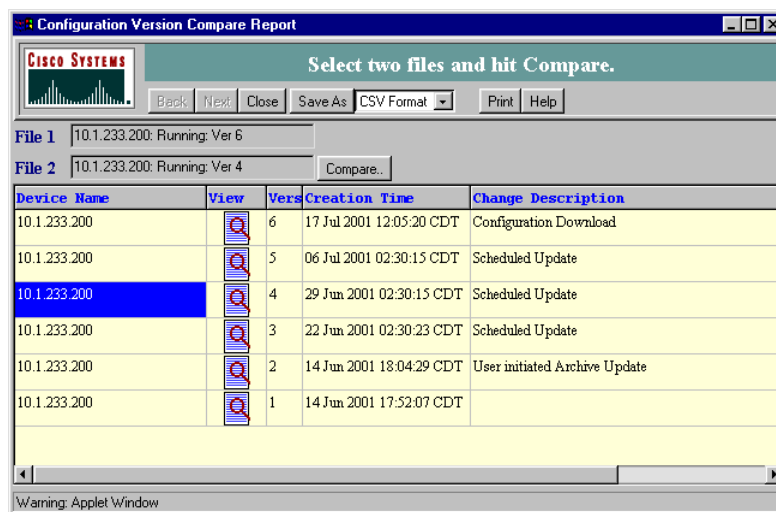 Configuration Version Compare Report
CISCO SYSTEMS
Select two files and hit Compare.
Back Next Close Save As CSV Format Print Help
File 1 10.1.233.200: Running: Ver 6
File 2 10.1.233.200: Running: Ver 4 Compare..
Device Name View Vers Creation Time Change Description
10.1.233.200 6 17 Jul 2001 12:05:20 CDT Configuration Download
10.1.233.200 5 06 Jul 2001 02:30:15 CDT Scheduled Update
10.1.233.200 4 29 Jun 2001 02:30:15 CDT Scheduled Update
10.1.233.200 3 22 Jun 2001 02:30:23 CDT Scheduled Update
10.1.233.200 2 14 Jun 2001 18:04:29 CDT User initiated Archive Update
10.1.233.200 1 14 Jun 2001 17:52:07 CDT
Warning: Applet Window